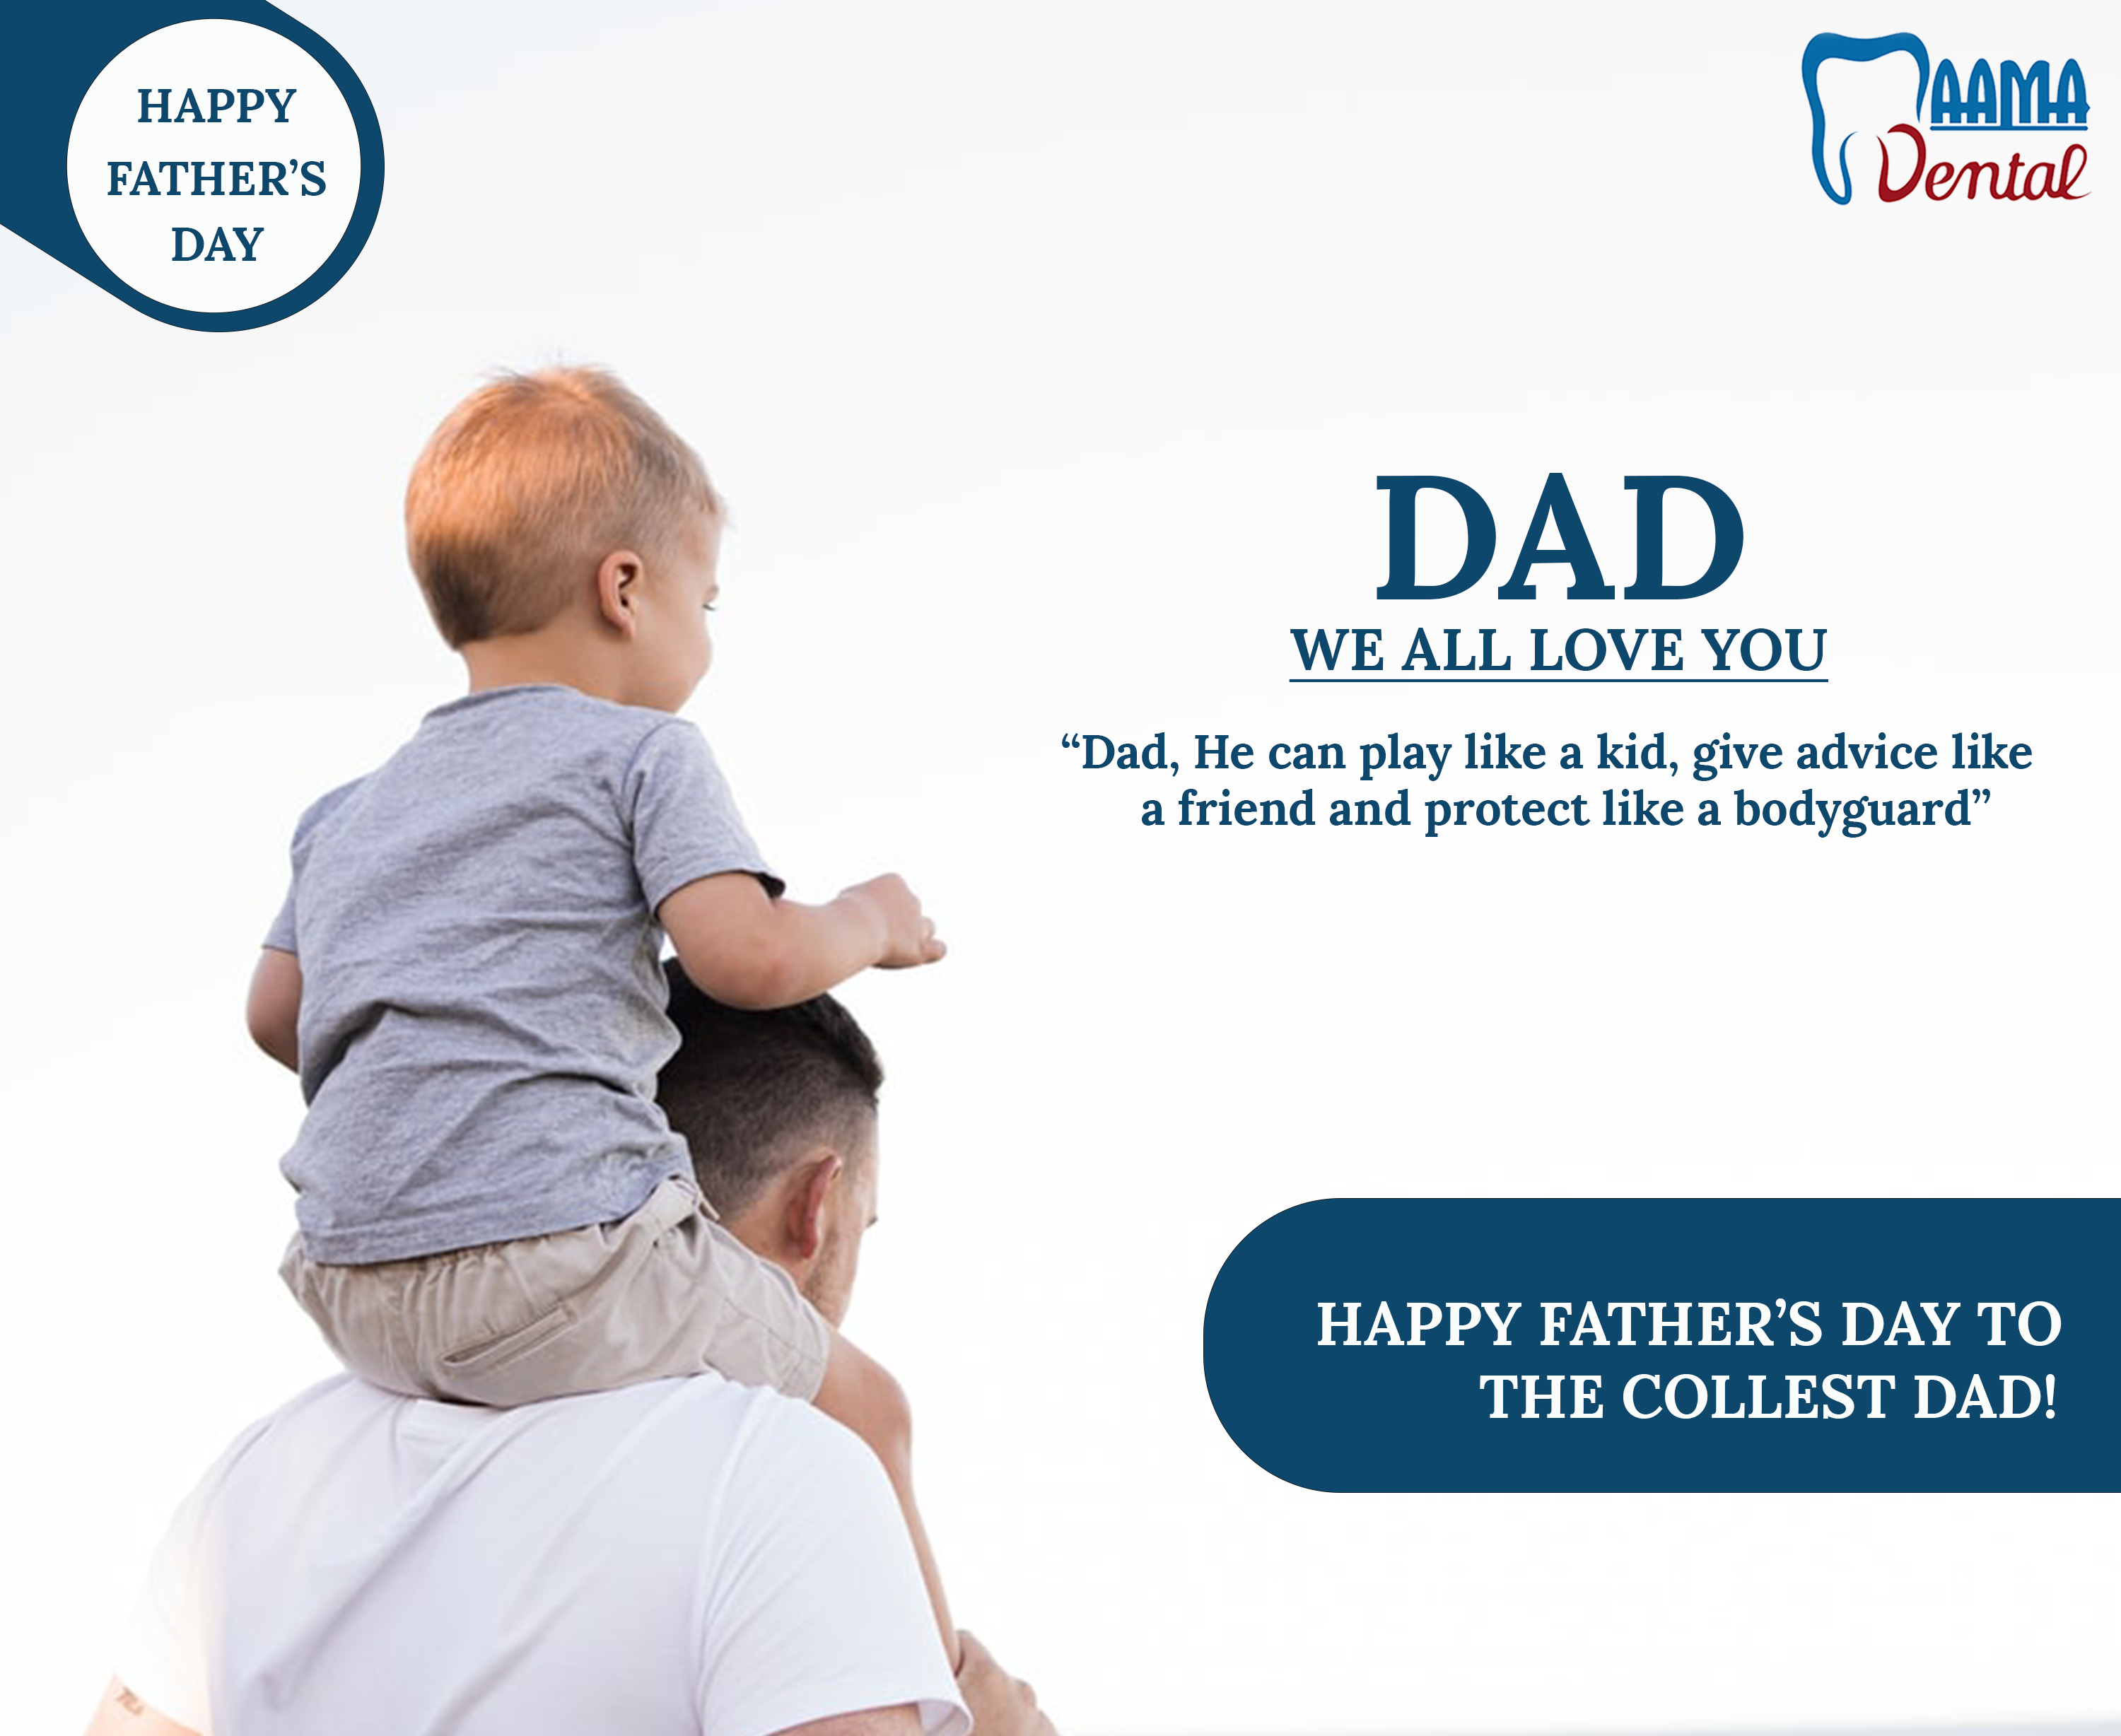 HAPPY
FATHER’S
DAY
AAMA
Dental
DAD
WE ALL LOVE YOU
“Dad, He can play like a kid, give advice like
a friend and protect like a bodyguard”
HAPPY FATHER’S DAY TO
THE COLLEST DAD!